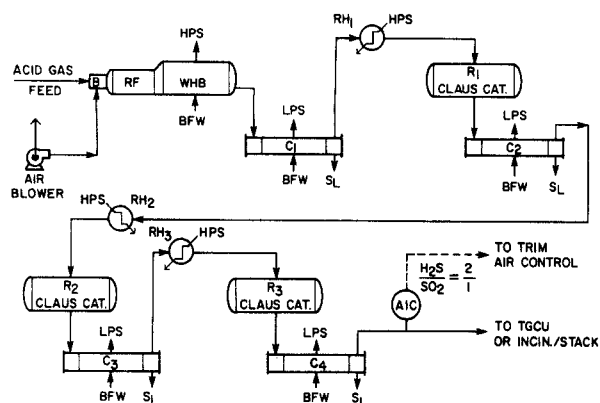 HPS
RH1
HPS
ACID GAS
FEED
B
RF
WHB
R1
CLAUS CAT.
BFW
LPS
LPS
C1
C2
AIR
BLOWER
BFW
SL
BFW
SL
HPS
RH2
RH3
HPS
TO TRIM
AIR CONTROL
H2S
SO2
=
2
1
R2
CLAUS CAT.
R3
CLAUS CAT.
AIC
LPS
LPS
TO TGCU
OR INCIN./STACK
C3
C4
BFW
SL
BFW
SL